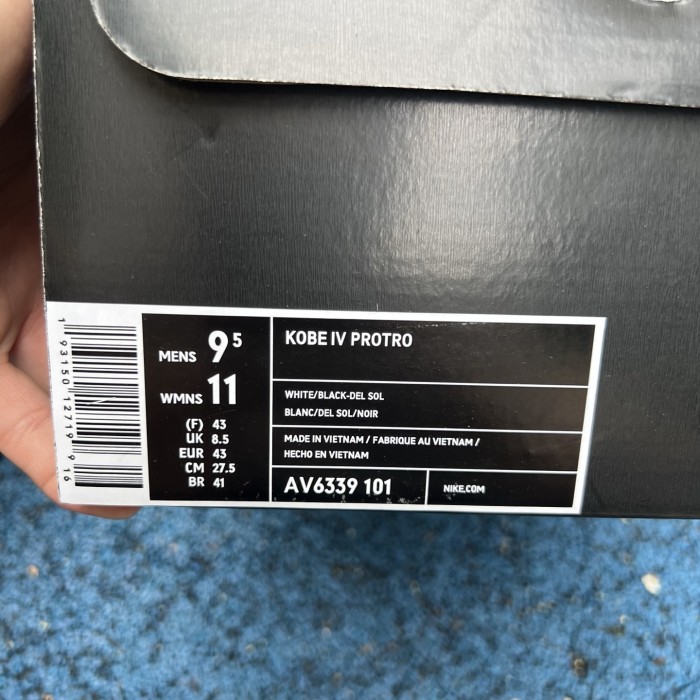 1 93150 12719 9 16
MENS 9⁵
WMNS 11
(F) 43
UK 8.5
EUR 43
CM 27.5
BR 41
KOBE IV PROTRO
WHITE/BLACK-DEL SOL
BLANC/DEL SOL/NOIR
MADE IN VIETNAM / FABRIQUE AU VIETNAM /
HECHO EN VIETNAM
AV6339 101
NIKE.COM